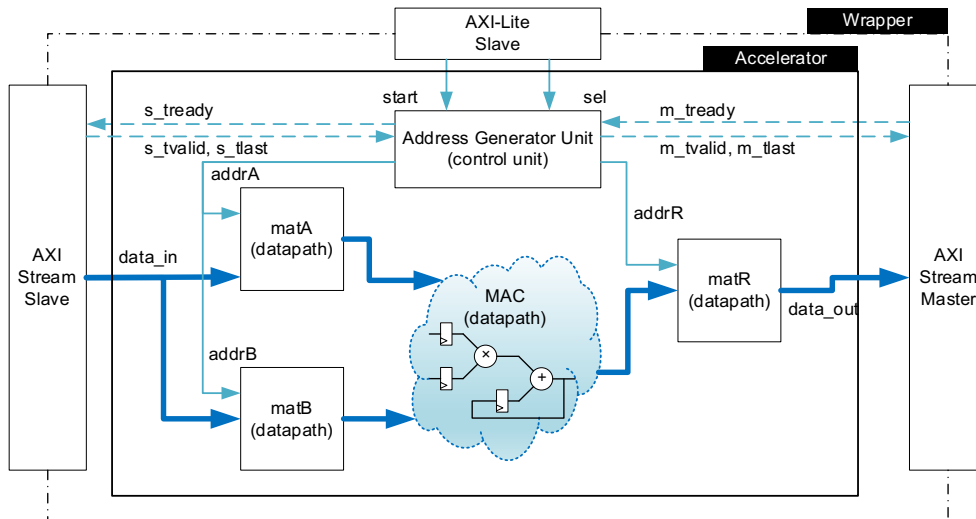 AXI-Lite
Slave
Wrapper
Accelerator
start
sel
s_tready
m_tready
Address Generator Unit
(control unit)
s_tvalid, s_tlast
m_tvalid, m_tlast
addrA
addrR
matA
(datapath)
AXI
Stream
Slave
data_in
MAC
(datapath)
matR
(datapath)
data_out
AXI
Stream
Master
×
+
addrB
matB
(datapath)